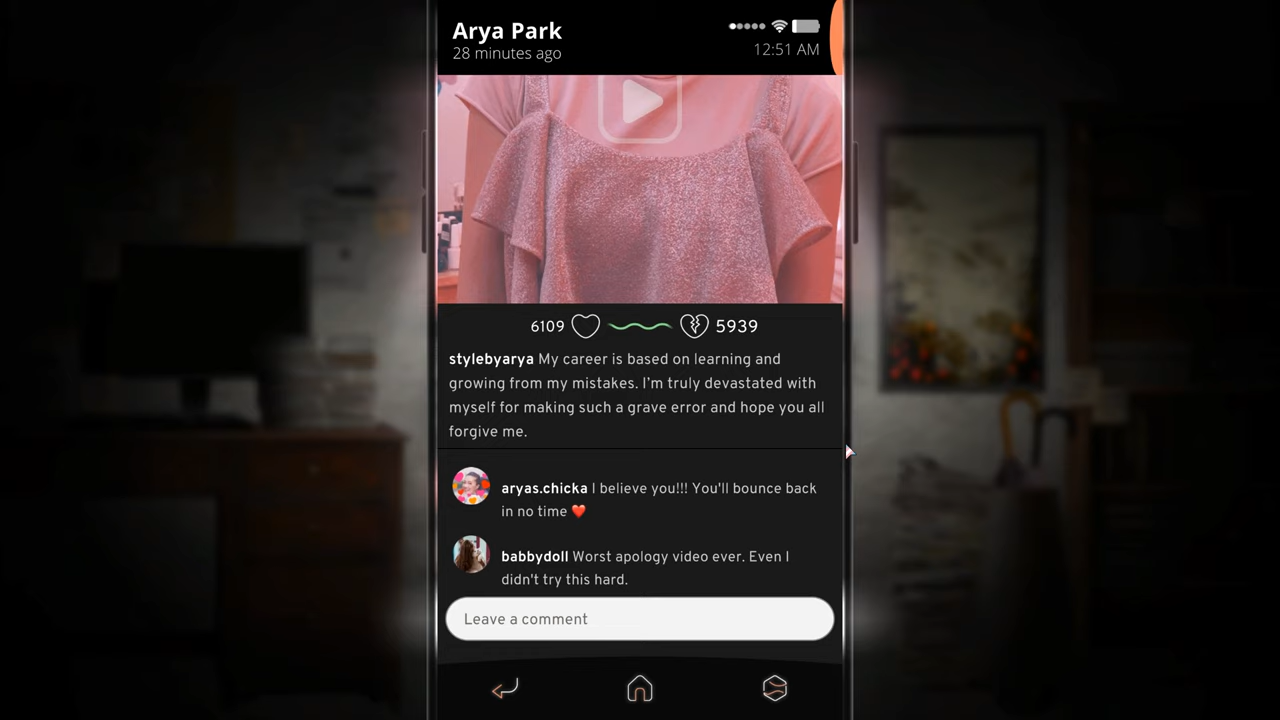 Arya Park
28 minutes ago
12:51 AM
6109 5939
stylebyarya My career is based on learning and
growing from my mistakes. I'm truly devastated with
myself for making such a grave error and hope you all
forgive me.
aryas.chicka I believe you!!! You'll bounce back
in no time ❤️
babbydoll Worst apology video ever. Even I
didn't try this hard.
Leave a comment